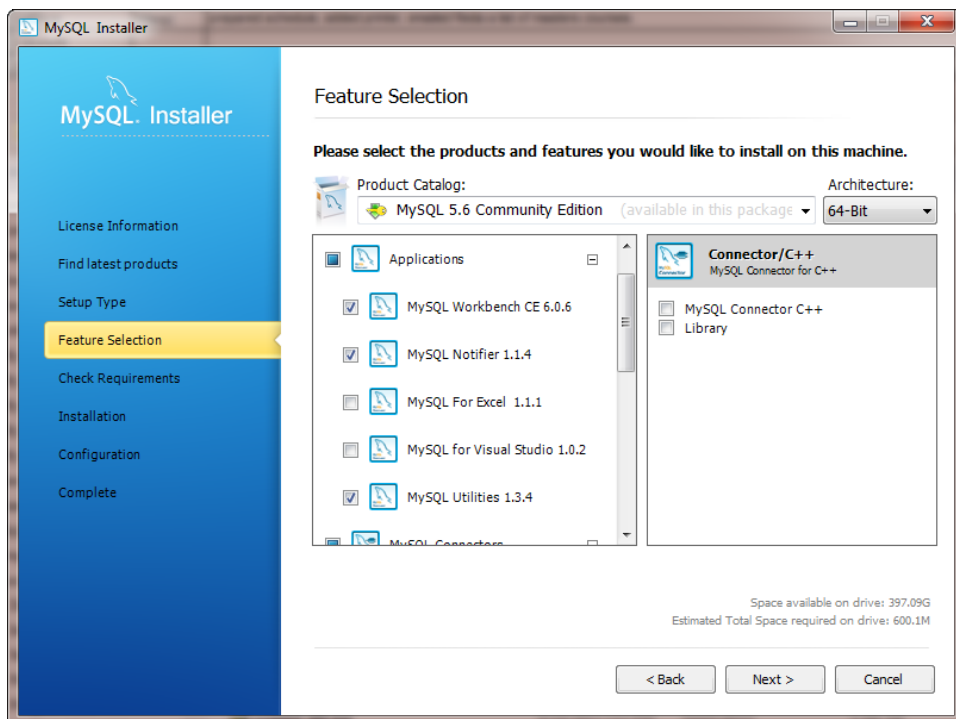 MySQL Installer
MySQL. Installer
License Information
Find latest products
Setup Type
Feature Selection
Check Requirements
Installation
Configuration
Complete
Feature Selection
Please select the products and features you would like to install on this machine.
Product Catalog:
Architecture:
MySQL 5.6 Community Edition (available in this package
64-Bit
Applications
MySQL Workbench CE 6.0.6
MySQL Notifier 1.1.4
MySQL For Excel 1.1.1
MySQL for Visual Studio 1.0.2
MySQL Utilities 1.3.4
MySQL Connectors
Connector/C++
MySQL Connector for C++
MySQL Connector C++
Library
Space available on drive: 397.09G
Estimated Total Space required on drive: 600.1M
< Back
Next >
Cancel